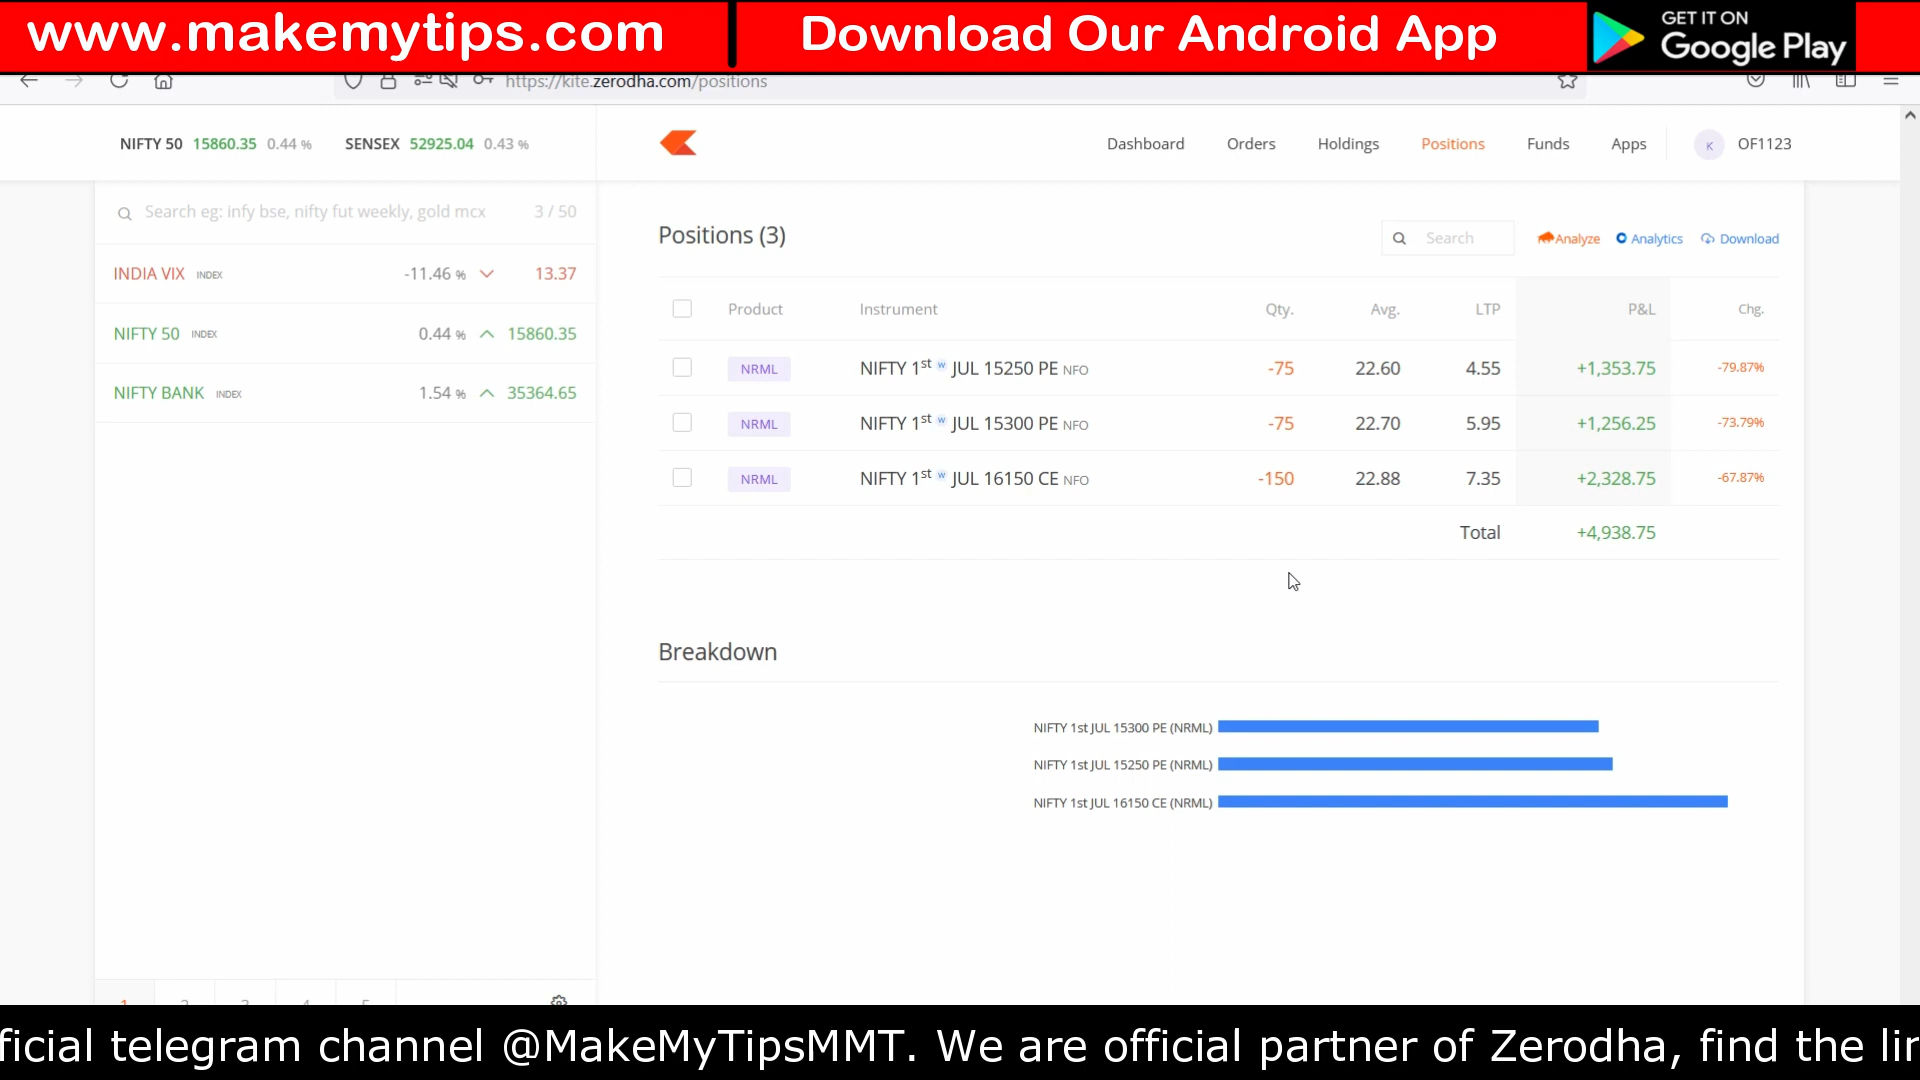 www.makemytips.com
Download Our Android App
GET IT ON
Google Play
https://kite.zerodha.com/positions
NIFTY 50 15860.35 0.44 % SENSEX 52925.04 0.43 %
Dashboard Orders Holdings Positions Funds Apps K OF1123
Search eg: infy bse, nifty fut weekly, gold mcx 3 / 50
INDIA VIX INDEX -11.46 % 13.37
NIFTY 50 INDEX 0.44 % 15860.35
NIFTY BANK INDEX 1.54 % 35364.65
Positions (3)
Search Analyze Analytics Download
Product Instrument Qty. Avg. LTP P&L Chg.
NRML NIFTY 1st w JUL 15250 PE NFO -75 22.60 4.55 +1,353.75 -79.87%
NRML NIFTY 1st w JUL 15300 PE NFO -75 22.70 5.95 +1,256.25 -73.79%
NRML NIFTY 1st w JUL 16150 CE NFO -150 22.88 7.35 +2,328.75 -67.87%
Total +4,938.75
Breakdown
NIFTY 1st JUL 15300 PE (NRML)
NIFTY 1st JUL 15250 PE (NRML)
NIFTY 1st JUL 16150 CE (NRML)
1 2 3 4 5
ficial telegram channel @MakeMyTipsMMT. We are official partner of Zerodha, find the lin